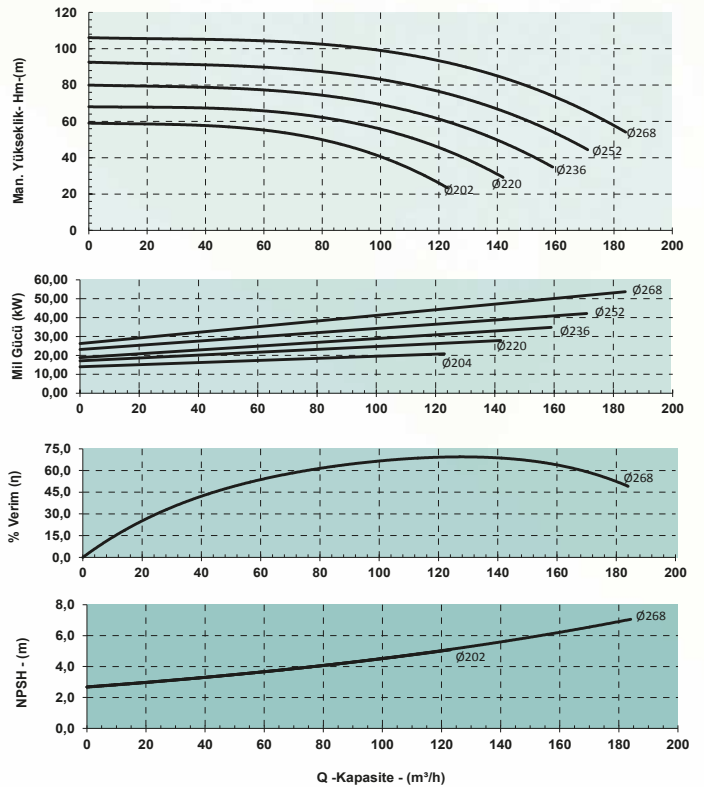 Man. Yükseklik- Hm-(m)
120
100
80
60
40
20
0
Ø268
Ø252
Ø236
Ø220
Ø202
0 20 40 60 80 100 120 140 160 180 200
Mil Gücü (kW)
60,00
50,00
40,00
30,00
20,00
10,00
0,00
Ø268
Ø252
Ø236
Ø220
Ø204
0 20 40 60 80 100 120 140 160 180 200
% Verim (η)
75,0
60,0
45,0
30,0
15,0
0,0
Ø268
0 20 40 60 80 100 120 140 160 180 200
NPSH - (m)
8,0
6,0
4,0
2,0
0,0
Ø268
Ø202
0 20 40 60 80 100 120 140 160 180 200
Q -Kapasite - (m³/h)